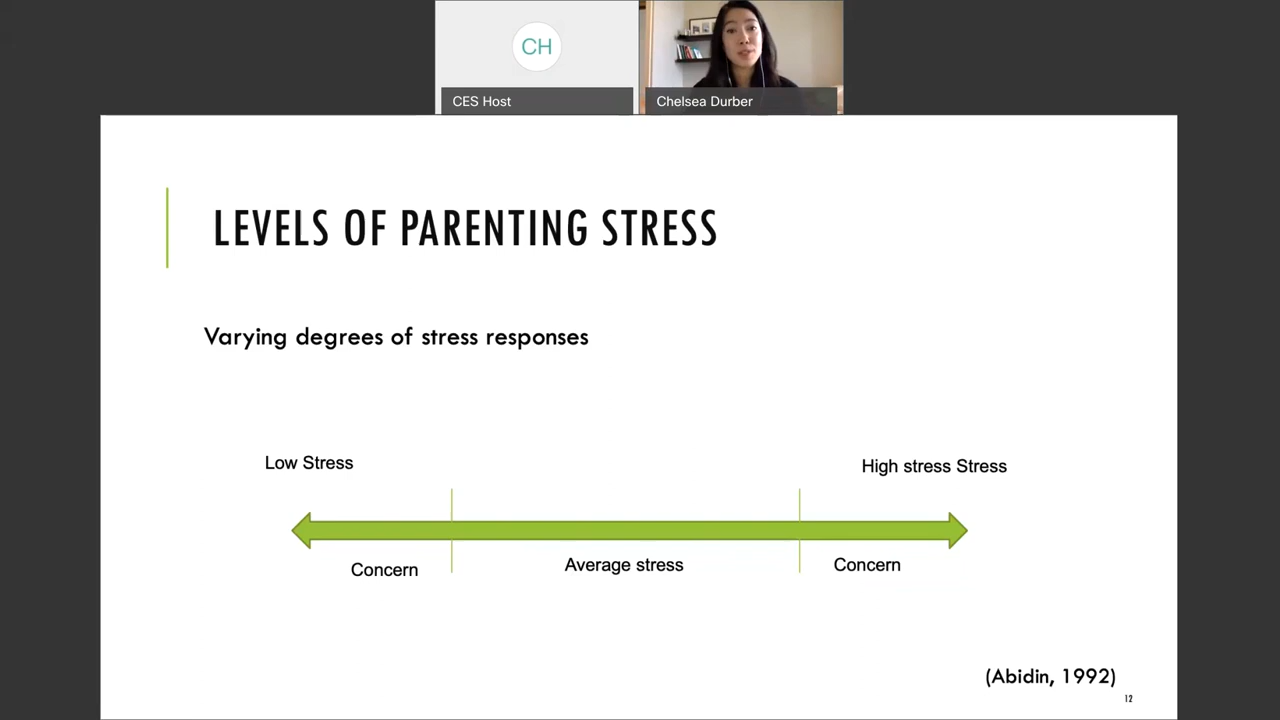 CH
CES Host
Chelsea Durber
LEVELS OF PARENTING STRESS
Varying degrees of stress responses
Low Stress
High stress Stress
Concern
Average stress
Concern
(Abidin, 1992)
12